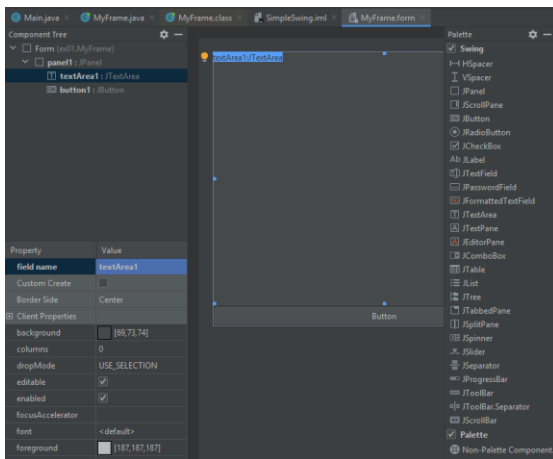 Main.java
MyFrame.java
MyFrame.class
SimpleSwing.iml
MyFrame.form
Component Tree
Form (ex01.MyFrame)
panel1 : JPanel
textArea1 : JTextArea
button1 : JButton
Property Value
field name textArea1
Custom Create
Border Side Center
Client Properties
background [69,73,74]
columns 0
dropMode USE_SELECTION
editable
enabled
focusAccelerator
font <default>
foreground [187,187,187]
textArea1:JTextArea
Button
Palette
Swing
HSpacer
VSpacer
JPanel
JScrollPane
JButton
JRadioButton
JCheckBox
Ab JLabel
JTextField
JPasswordField
JFormattedTextField
JTextArea
JTextPane
JEditorPane
JComboBox
JTable
JList
JTree
JTabbedPane
JSplitPane
JSpinner
JSlider
JSeparator
JProgressBar
JToolBar
JToolBar.Separator
JScrollBar
Palette
Non-Palette Component